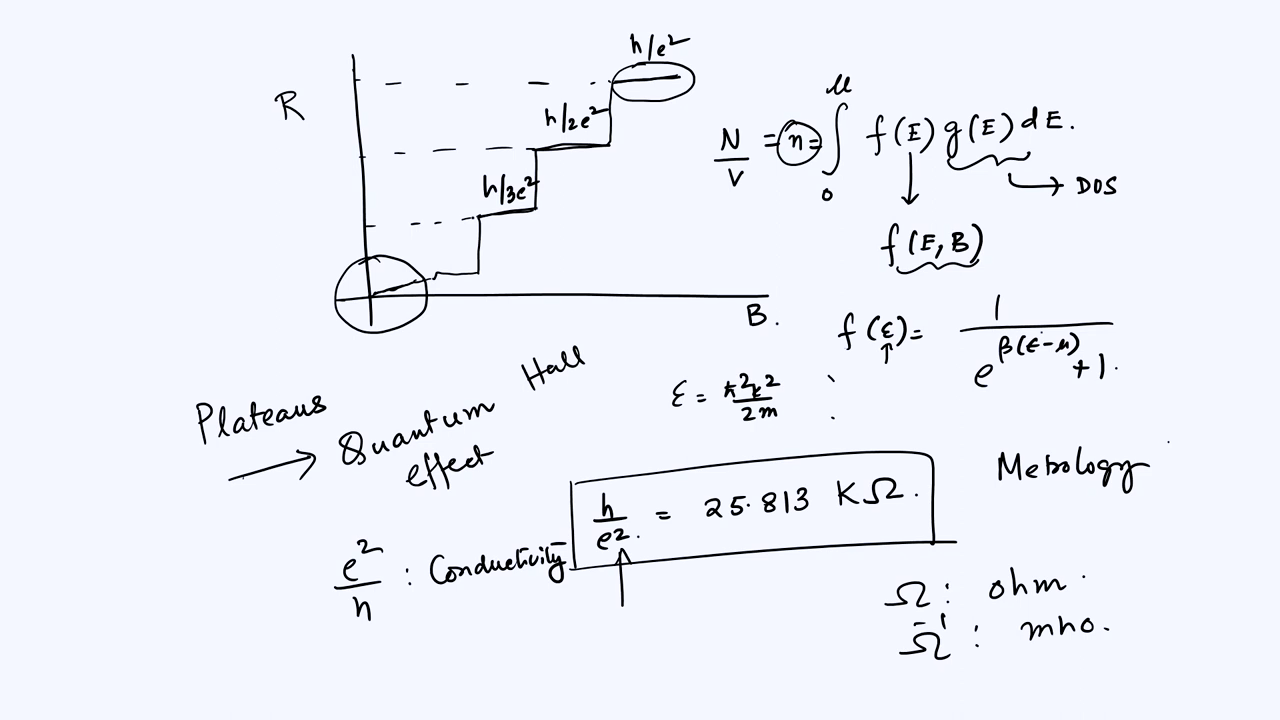 h/e²
R
h/2e²
h/3e²
B.
N/V = n = ∫₀^μ f(E) g(E) dE.
→ DOS
f(E, B)
f(ε) = 1/(e^{β(ε-μ)} + 1).
ε = ħ²k²/2m
Plateaus
→ Quantum Hall
effect
Metrology
h/e². = 25.813 KΩ.
e²/h : Conductivity
Ω : ohm.
Ω⁻¹ : mho.